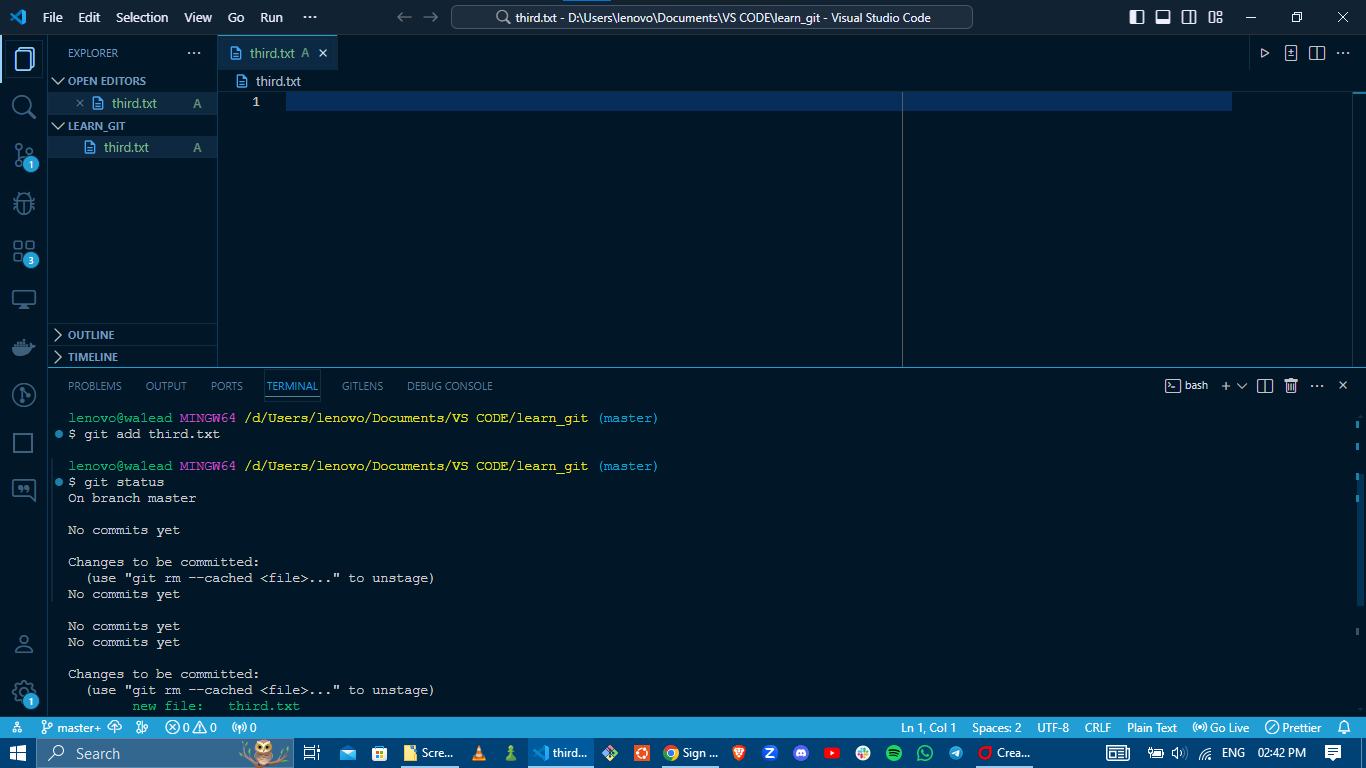 File Edit Selection View Go Run ···
third.txt - D:\Users\lenovo\Documents\VS CODE\learn_git - Visual Studio Code
EXPLORER ···
OPEN EDITORS
third.txt A
LEARN_GIT
third.txt A
1
3
OUTLINE
TIMELINE
1
third.txt A
third.txt
1
PROBLEMS OUTPUT PORTS TERMINAL GITLENS DEBUG CONSOLE
bash
lenovo@wa1ead MINGW64 /d/Users/lenovo/Documents/VS CODE/learn_git (master)
$ git add third.txt
lenovo@wa1ead MINGW64 /d/Users/lenovo/Documents/VS CODE/learn_git (master)
$ git status
On branch master
No commits yet
Changes to be committed:
(use "git rm --cached <file>..." to unstage)
No commits yet
No commits yet
No commits yet
Changes to be committed:
(use "git rm --cached <file>..." to unstage)
new file: third.txt
master+ 0 0 0 Ln 1, Col 1 Spaces: 2 UTF-8 CRLF Plain Text Go Live Prettier
Search Scre... third... Sign ... Crea... ENG 02:42 PM